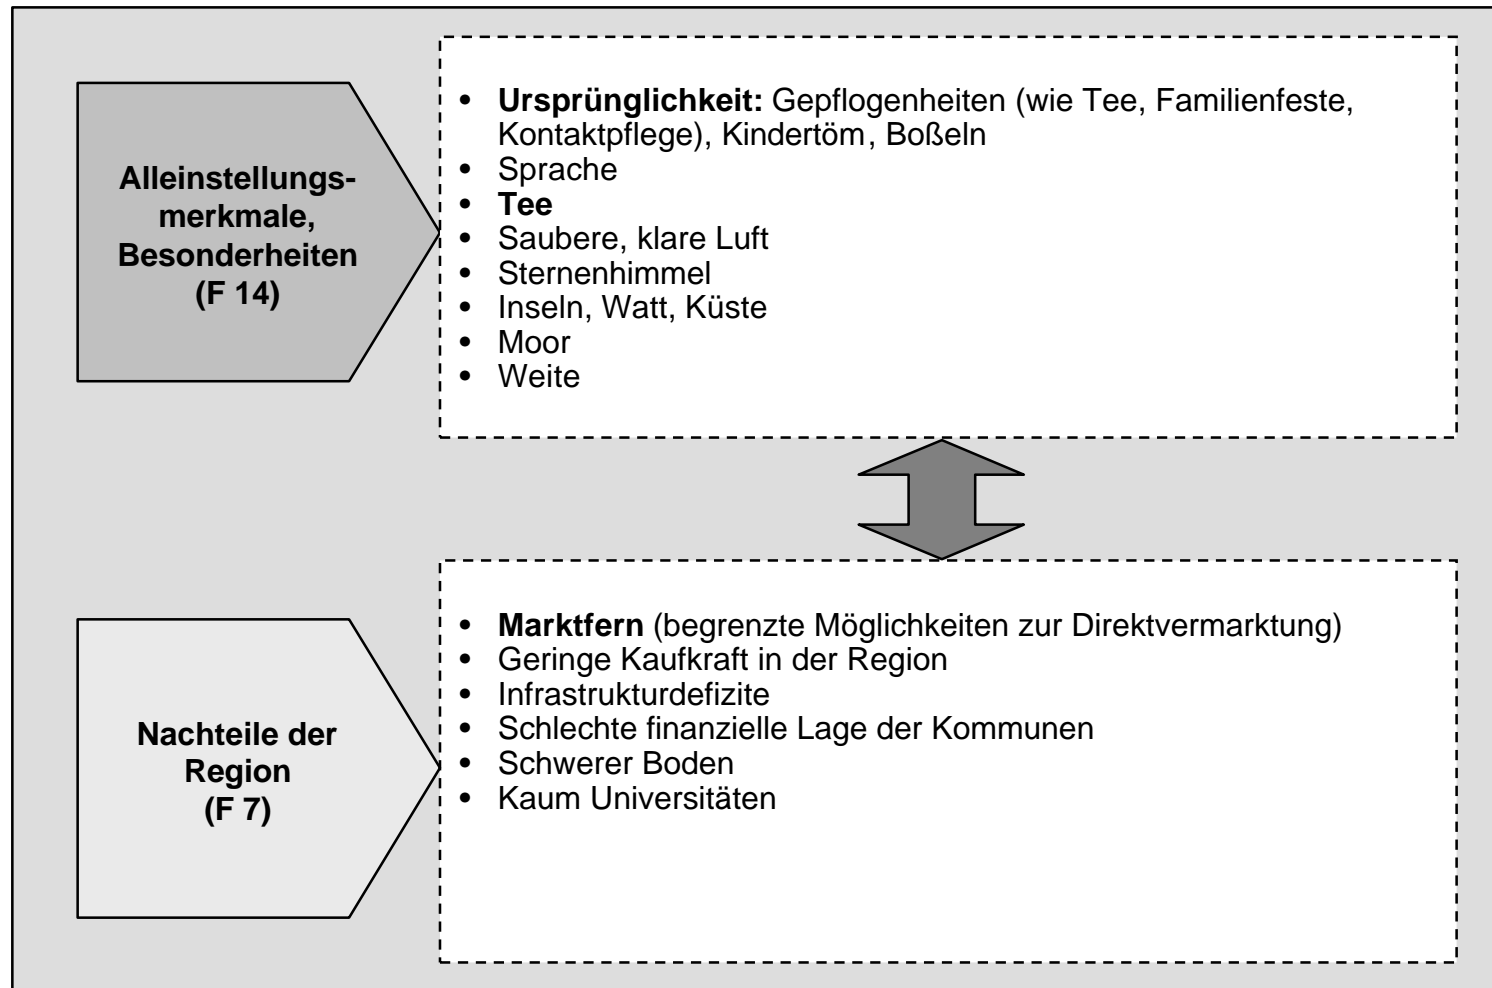 Alleinstellungs-
merkmale,
Besonderheiten
(F 14)
• Ursprünglichkeit: Gepflogenheiten (wie Tee, Familienfeste,
Kontaktpflege), Kindertöm, Boßeln
• Sprache
• Tee
• Saubere, klare Luft
• Sternenhimmel
• Inseln, Watt, Küste
• Moor
• Weite
Nachteile der
Region
(F 7)
• Marktfern (begrenzte Möglichkeiten zur Direktvermarktung)
• Geringe Kaufkraft in der Region
• Infrastrukturdefizite
• Schlechte finanzielle Lage der Kommunen
• Schwerer Boden
• Kaum Universitäten